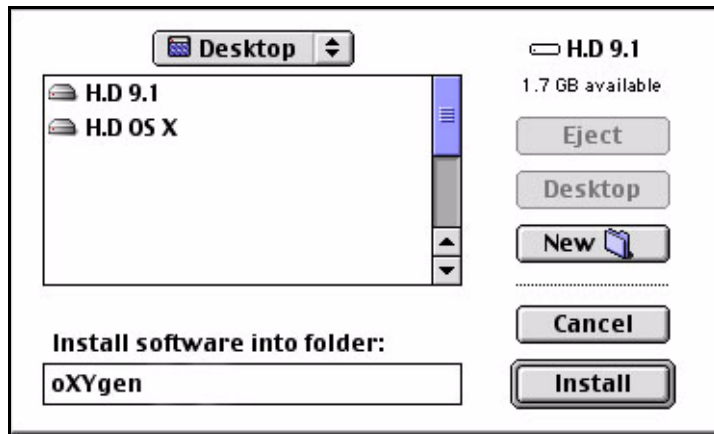 Desktop
H.D 9.1
H.D OS X
H.D 9.1
1.7 GB available
Eject
Desktop
New
Cancel
Install
Install software into folder:
oXYgen